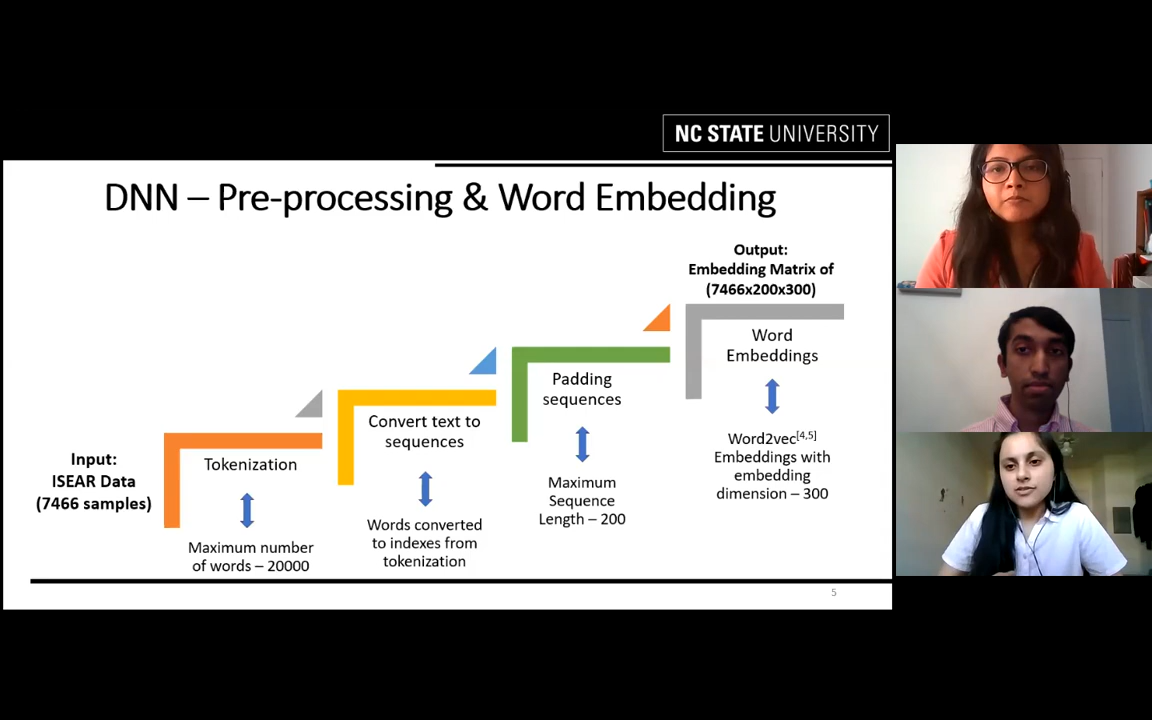 NC STATE UNIVERSITY
DNN – Pre-processing & Word Embedding
Input:
ISEAR Data
(7466 samples)
Tokenization
Maximum number
of words – 20000
Convert text to
sequences
Words converted
to indexes from
tokenization
Padding
sequences
Maximum
Sequence
Length – 200
Output:
Embedding Matrix of
(7466x200x300)
Word
Embeddings
Word2vec[4,5]
Embeddings with
embedding
dimension – 300
5